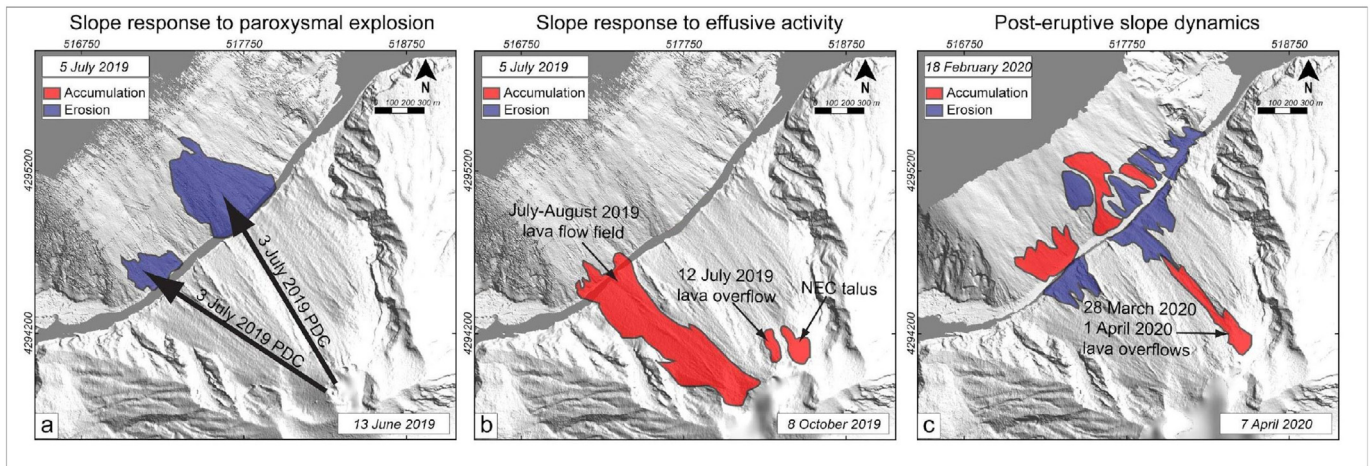 Slope response to paroxysmal explosion
516750
517750
518750
5 July 2019
Accumulation
Erosion
N
0 100 200 300 m
4295200
4294200
3 July 2019 PDC
3 July 2019 PDC
a
13 June 2019
Slope response to effusive activity
516750
517750
518750
5 July 2019
Accumulation
Erosion
N
0 100 200 300 m
July-August 2019
lava flow field
12 July 2019
lava overflow
NEC talus
b
8 October 2019
Post-eruptive slope dynamics
516750
517750
518750
18 February 2020
Accumulation
Erosion
N
0 100 200 300 m
4295200
4294200
28 March 2020
1 April 2020
lava overflows
c
7 April 2020